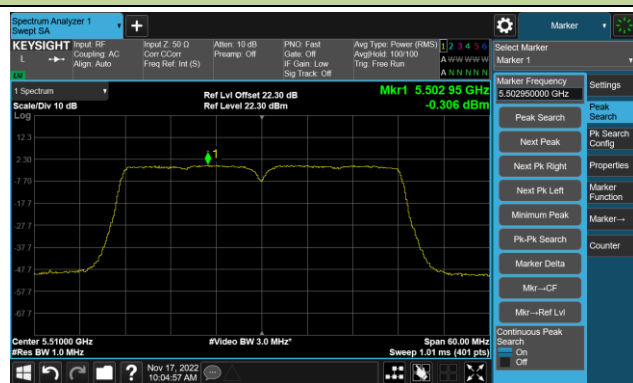 Spectrum Analyzer 1
Swept SA
Marker
KEYSIGHT
L
Input: RF
Coupling: AC
Align: Auto
Input Z: 50 Ω
Corr CCorr
Freq Ref: Int (S)
Atten: 10 dB
Preamp: Off
PNO: Fast
Gate: Off
IF Gain: Low
Sig Track: Off
Avg Type: Power (RMS)
Avg|Hold: 100/100
Trig: Free Run
1 2 3 4 5 6
A W W W W W
A N N N N N
Select Marker
Marker 1
1 Spectrum
Scale/Div 10 dB
Log
Ref Lvl Offset 22.30 dB
Ref Level 22.30 dBm
Mkr1 5.502 95 GHz
-0.306 dBm
1
12.3
2.30
-7.70
-17.7
-27.7
-37.7
-47.7
-57.7
-67.7
Center 5.51000 GHz
#Res BW 1.0 MHz
#Video BW 3.0 MHz*
Span 60.00 MHz
Sweep 1.01 ms (401 pts)
Marker Frequency
5.502950000 GHz
Peak Search
Next Peak
Next Pk Right
Next Pk Left
Minimum Peak
Pk-Pk Search
Marker Delta
Mkr→CF
Mkr→Ref Lvl
Continuous Peak
Search
On
Off
Settings
Peak
Search
Pk Search
Config
Properties
Marker
Function
Marker→
Counter
Nov 17, 2022
10:04:57 AM